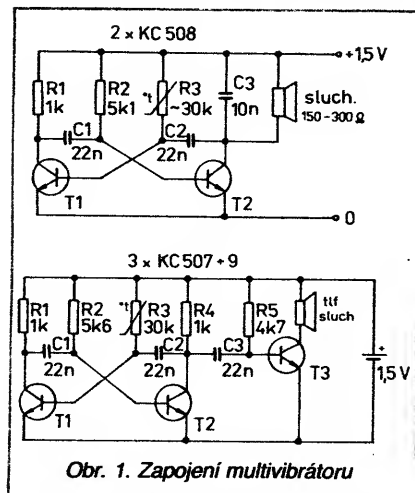 2 x KC 508
+1,5 V
R1
1k
R2
5k1
*t
R3
~30k
C3
10n
sluch.
150-300 Ω
C1
22n
C2
22n
T1
T2
0
3 x KC 507÷9
R1
1k
R2
5k6
*t
R3
30k
R4
1k
R5
4k7
tlf
sluch
C1
22n
C2
22n
C3
22n
T3
+
1,5 V
T1
T2
Obr. 1. Zapojení multivibrátoru